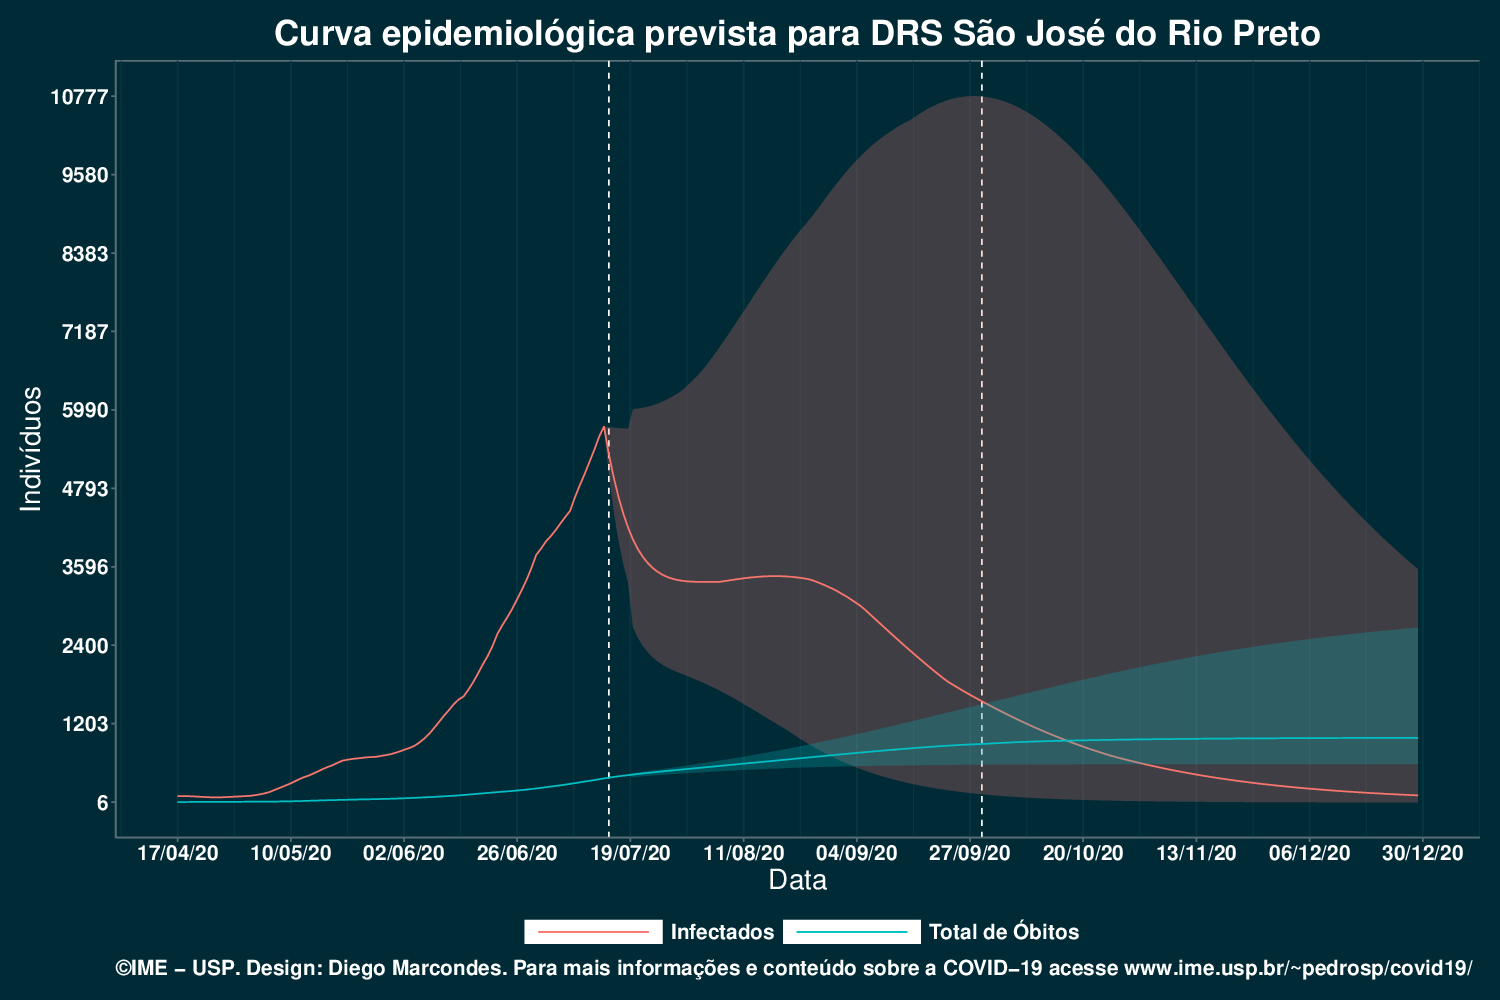 Curva epidemiológica prevista para DRS São José do Rio Preto
10777
9580
8383
7187
5990
4793
3596
2400
1203
6
Indivíduos
17/04/20 10/05/20 02/06/20 26/06/20 19/07/20 11/08/20 04/09/20 27/09/20 20/10/20 13/11/20 06/12/20 30/12/20
Data
Infectados Total de Óbitos
©IME − USP. Design: Diego Marcondes. Para mais informações e conteúdo sobre a COVID−19 acesse www.ime.usp.br/~pedrosp/covid19/